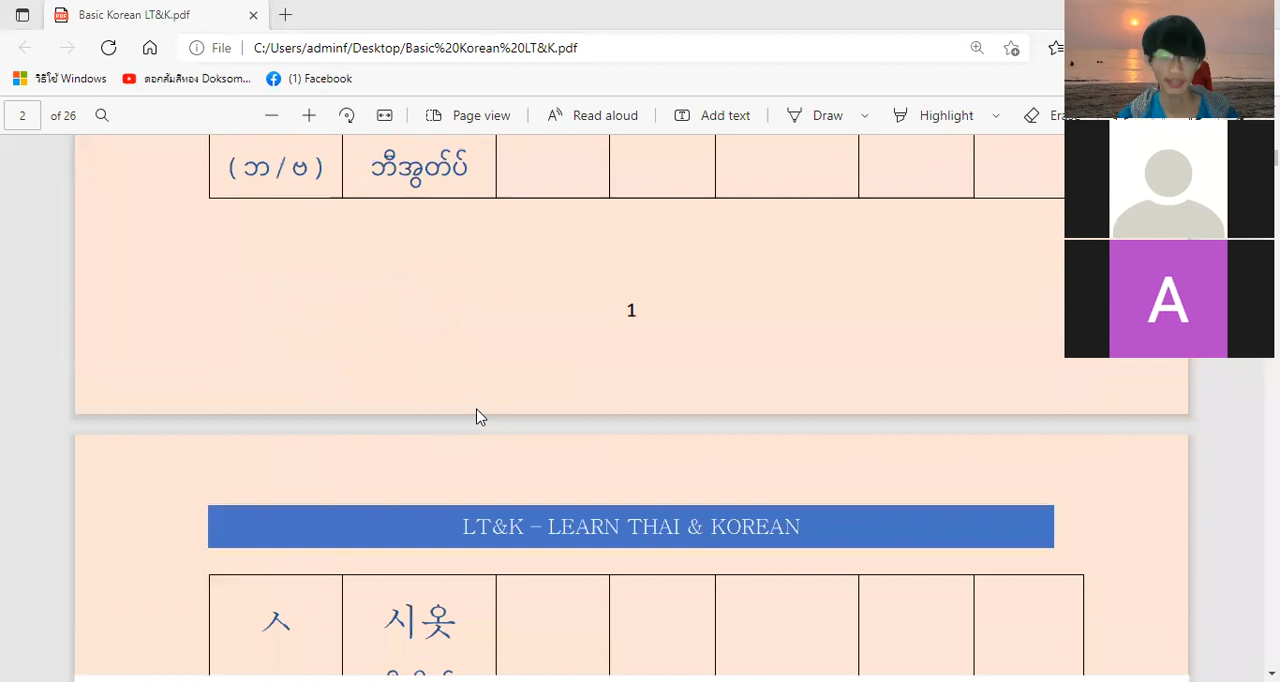 Basic Korean LT&K.pdf
File C:/Users/adminf/Desktop/Basic%20Korean%20LT&K.pdf
วิธีใช้ Windows ดอกส้มสีทอง Doksom... (1) Facebook
2 of 26 Page view Read aloud Add text Draw Highlight Era
(ဘ/ဗ) ဘီအွတ်ပ်
1
LT&K – LEARN THAI & KOREAN
ㅅ 시옷
A